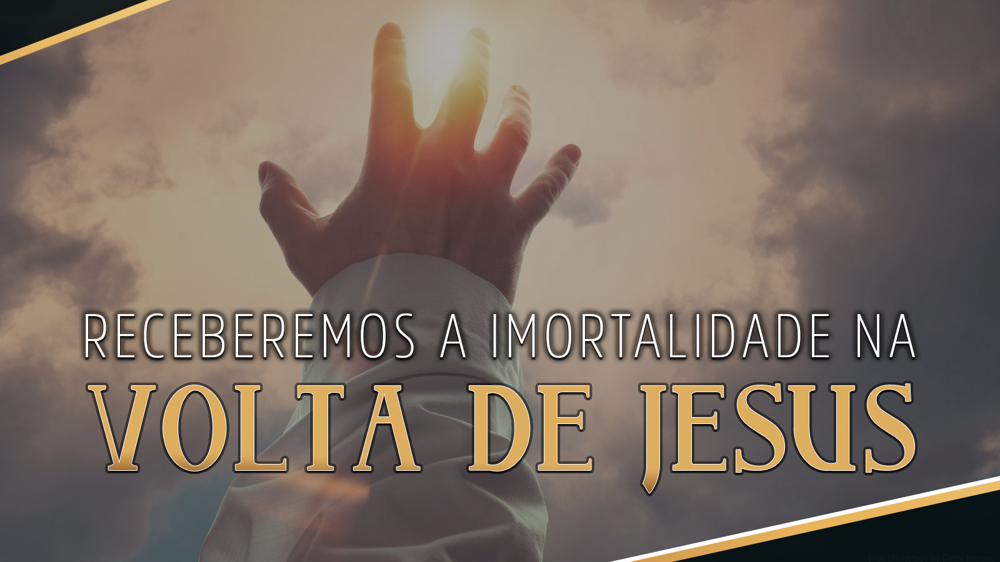 RECEBEREMOS A IMORTALIDADE NA
VOLTA DE JESUS